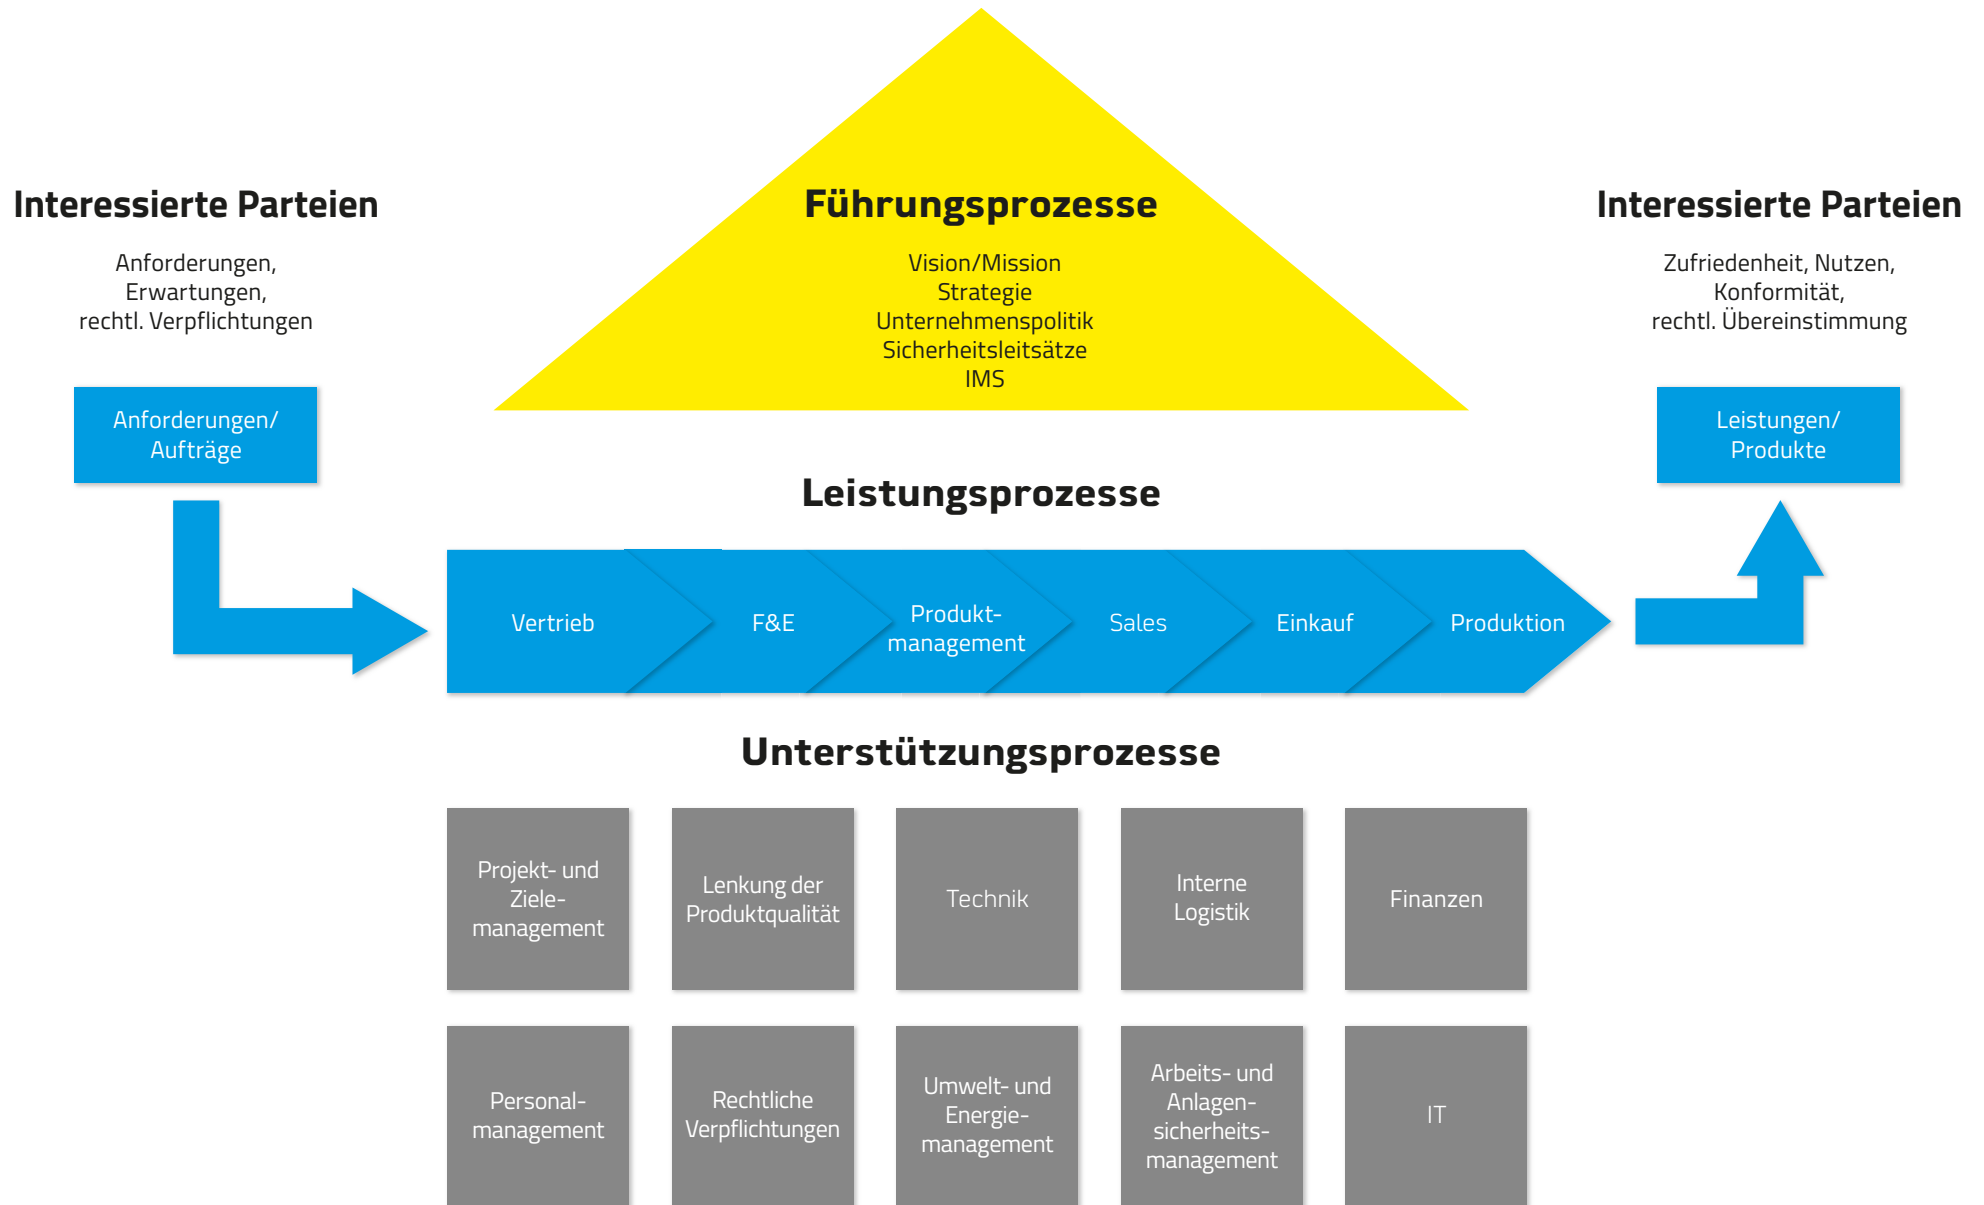 Interessierte Parteien
Anforderungen,
Erwartungen,
rechtl. Verpflichtungen
Anforderungen/
Aufträge
Führungsprozesse
Vision/Mission
Strategie
Unternehmenspolitik
Sicherheitsleitsätze
IMS
Interessierte Parteien
Zufriedenheit, Nutzen,
Konformität,
rechtl. Übereinstimmung
Leistungen/
Produkte
Leistungsprozesse
Vertrieb
F&E
Produkt-
management
Sales
Einkauf
Produktion
Unterstützungsprozesse
Projekt- und
Ziele-
management
Lenkung der
Produktqualität
Technik
Interne
Logistik
Finanzen
Personal-
management
Rechtliche
Verpflichtungen
Umwelt- und
Energie-
management
Arbeits- und
Anlagen-
sicherheits-
management
IT